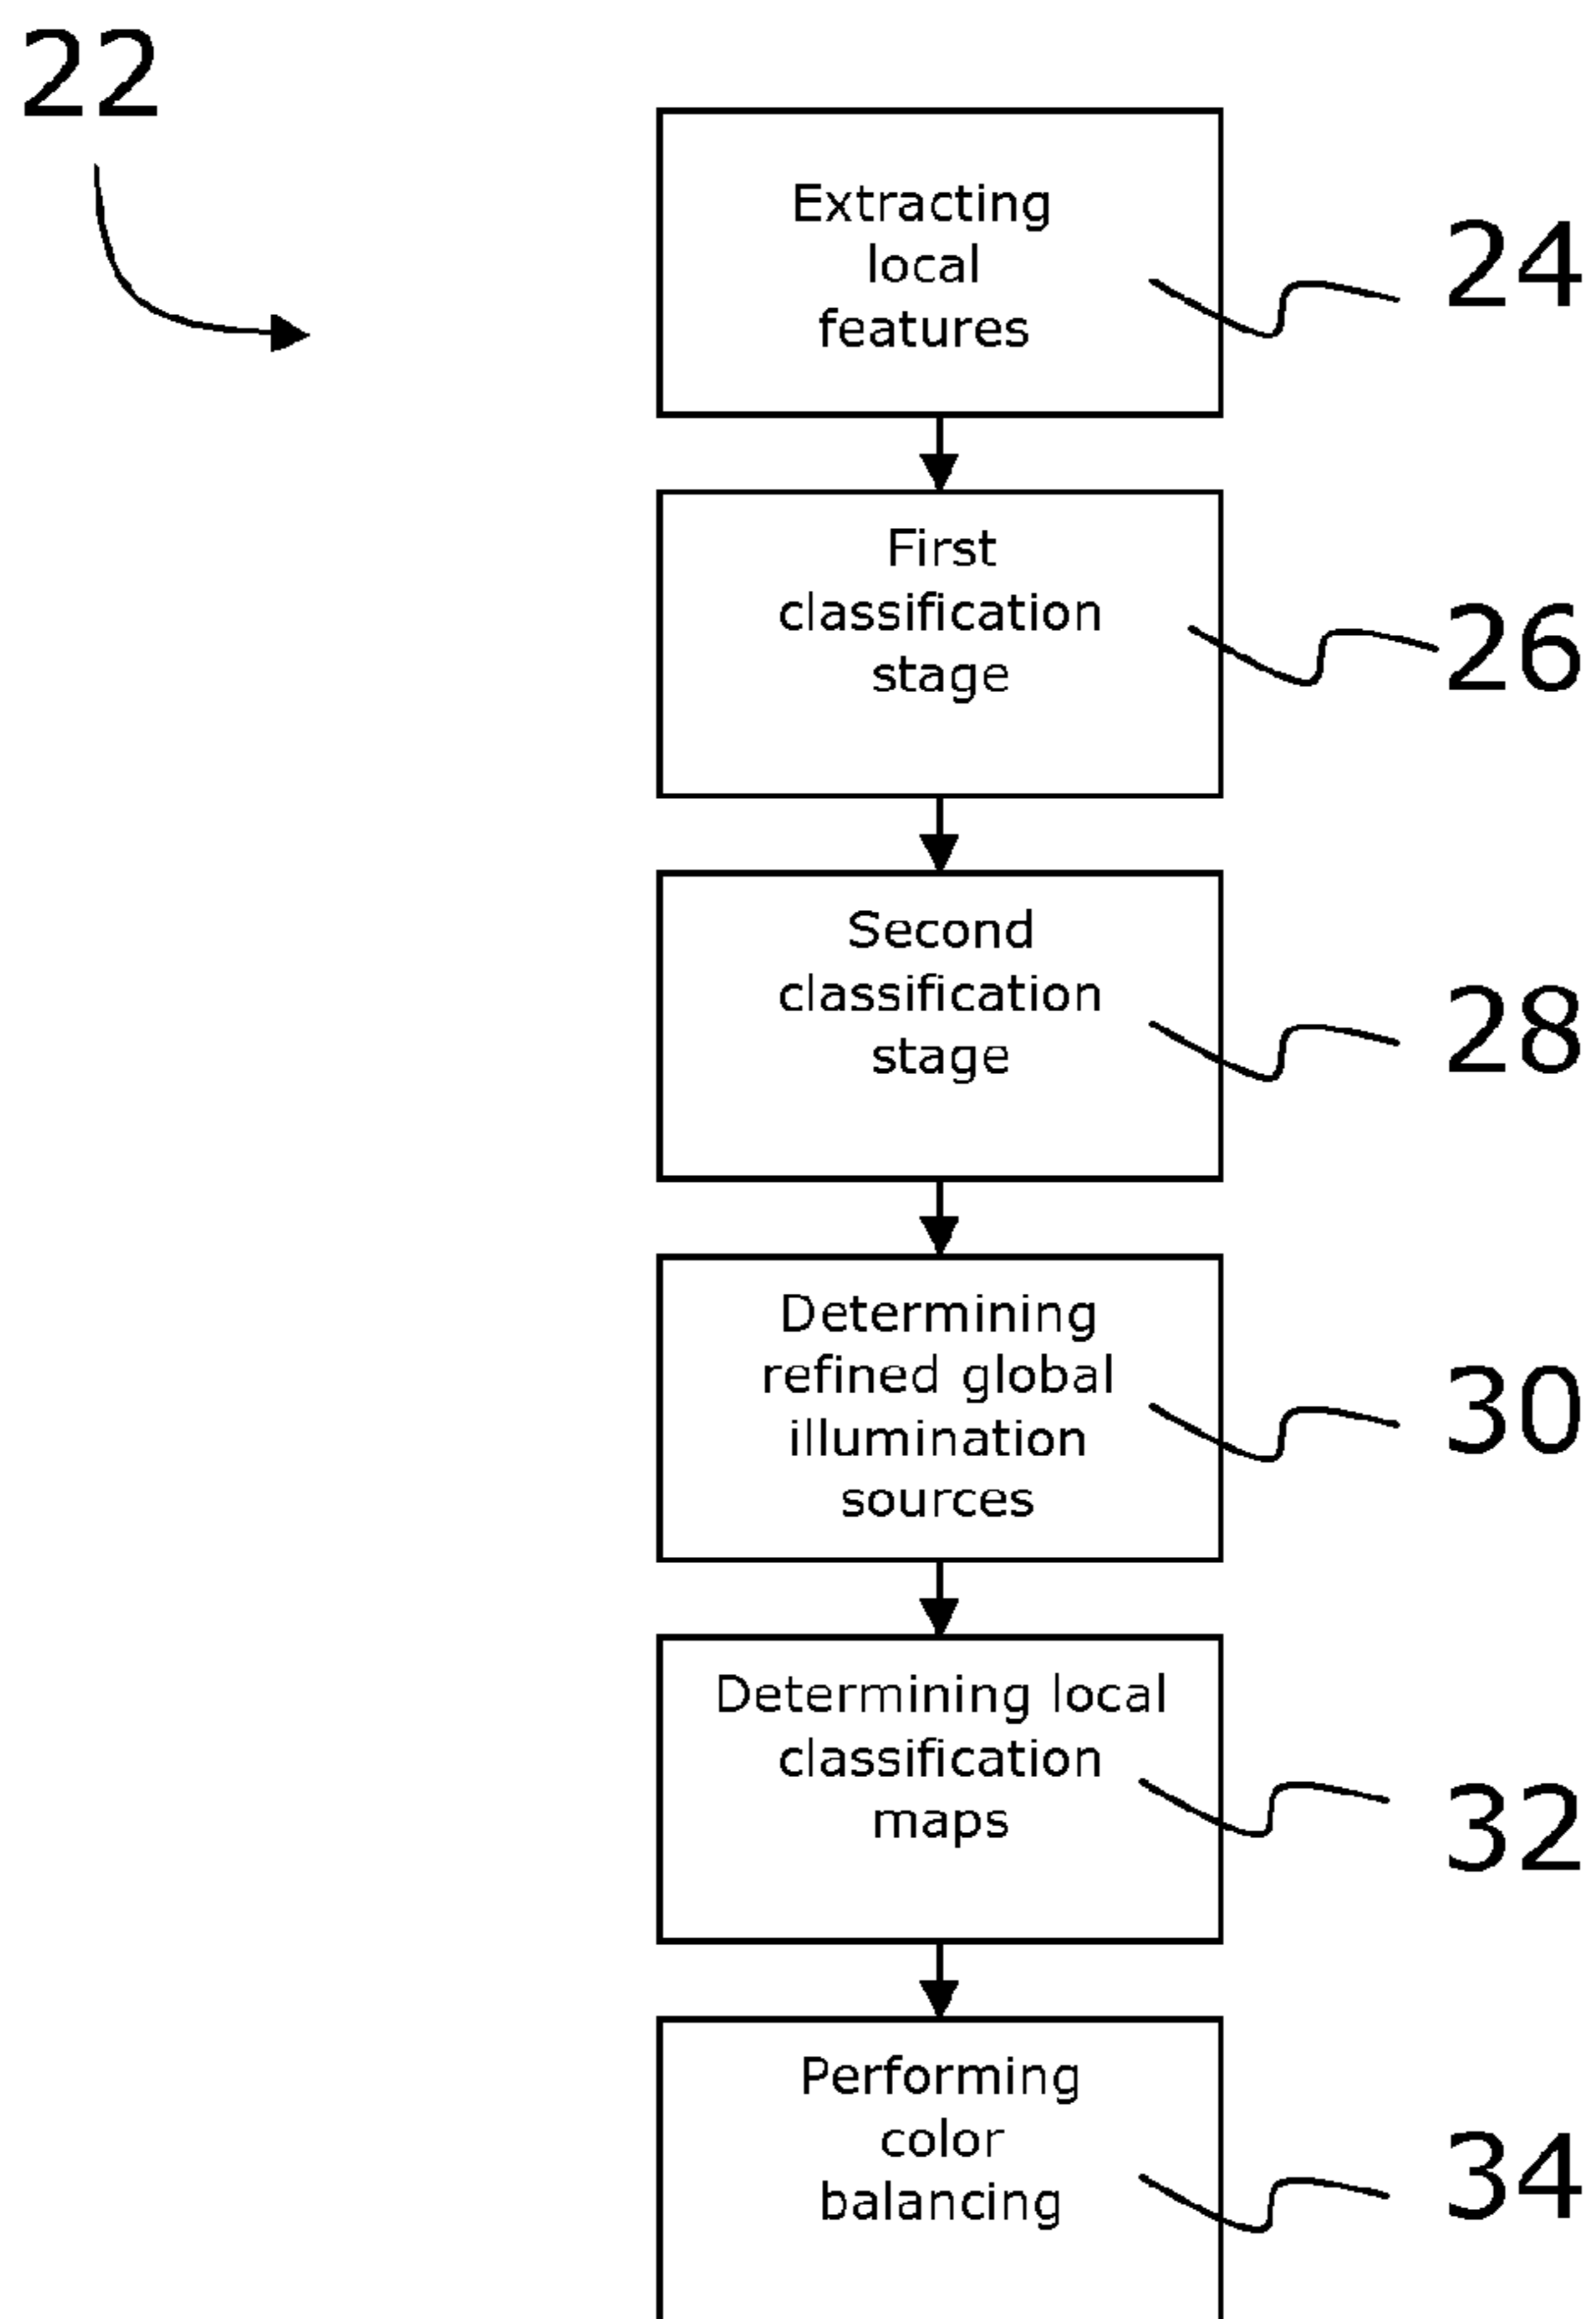 22
Extracting
local
features
24
First
classification
stage
26
Second
classification
stage
28
Determining
refined global
illumination
sources
30
Determining local
classification
maps
32
Performing
color
balancing
34